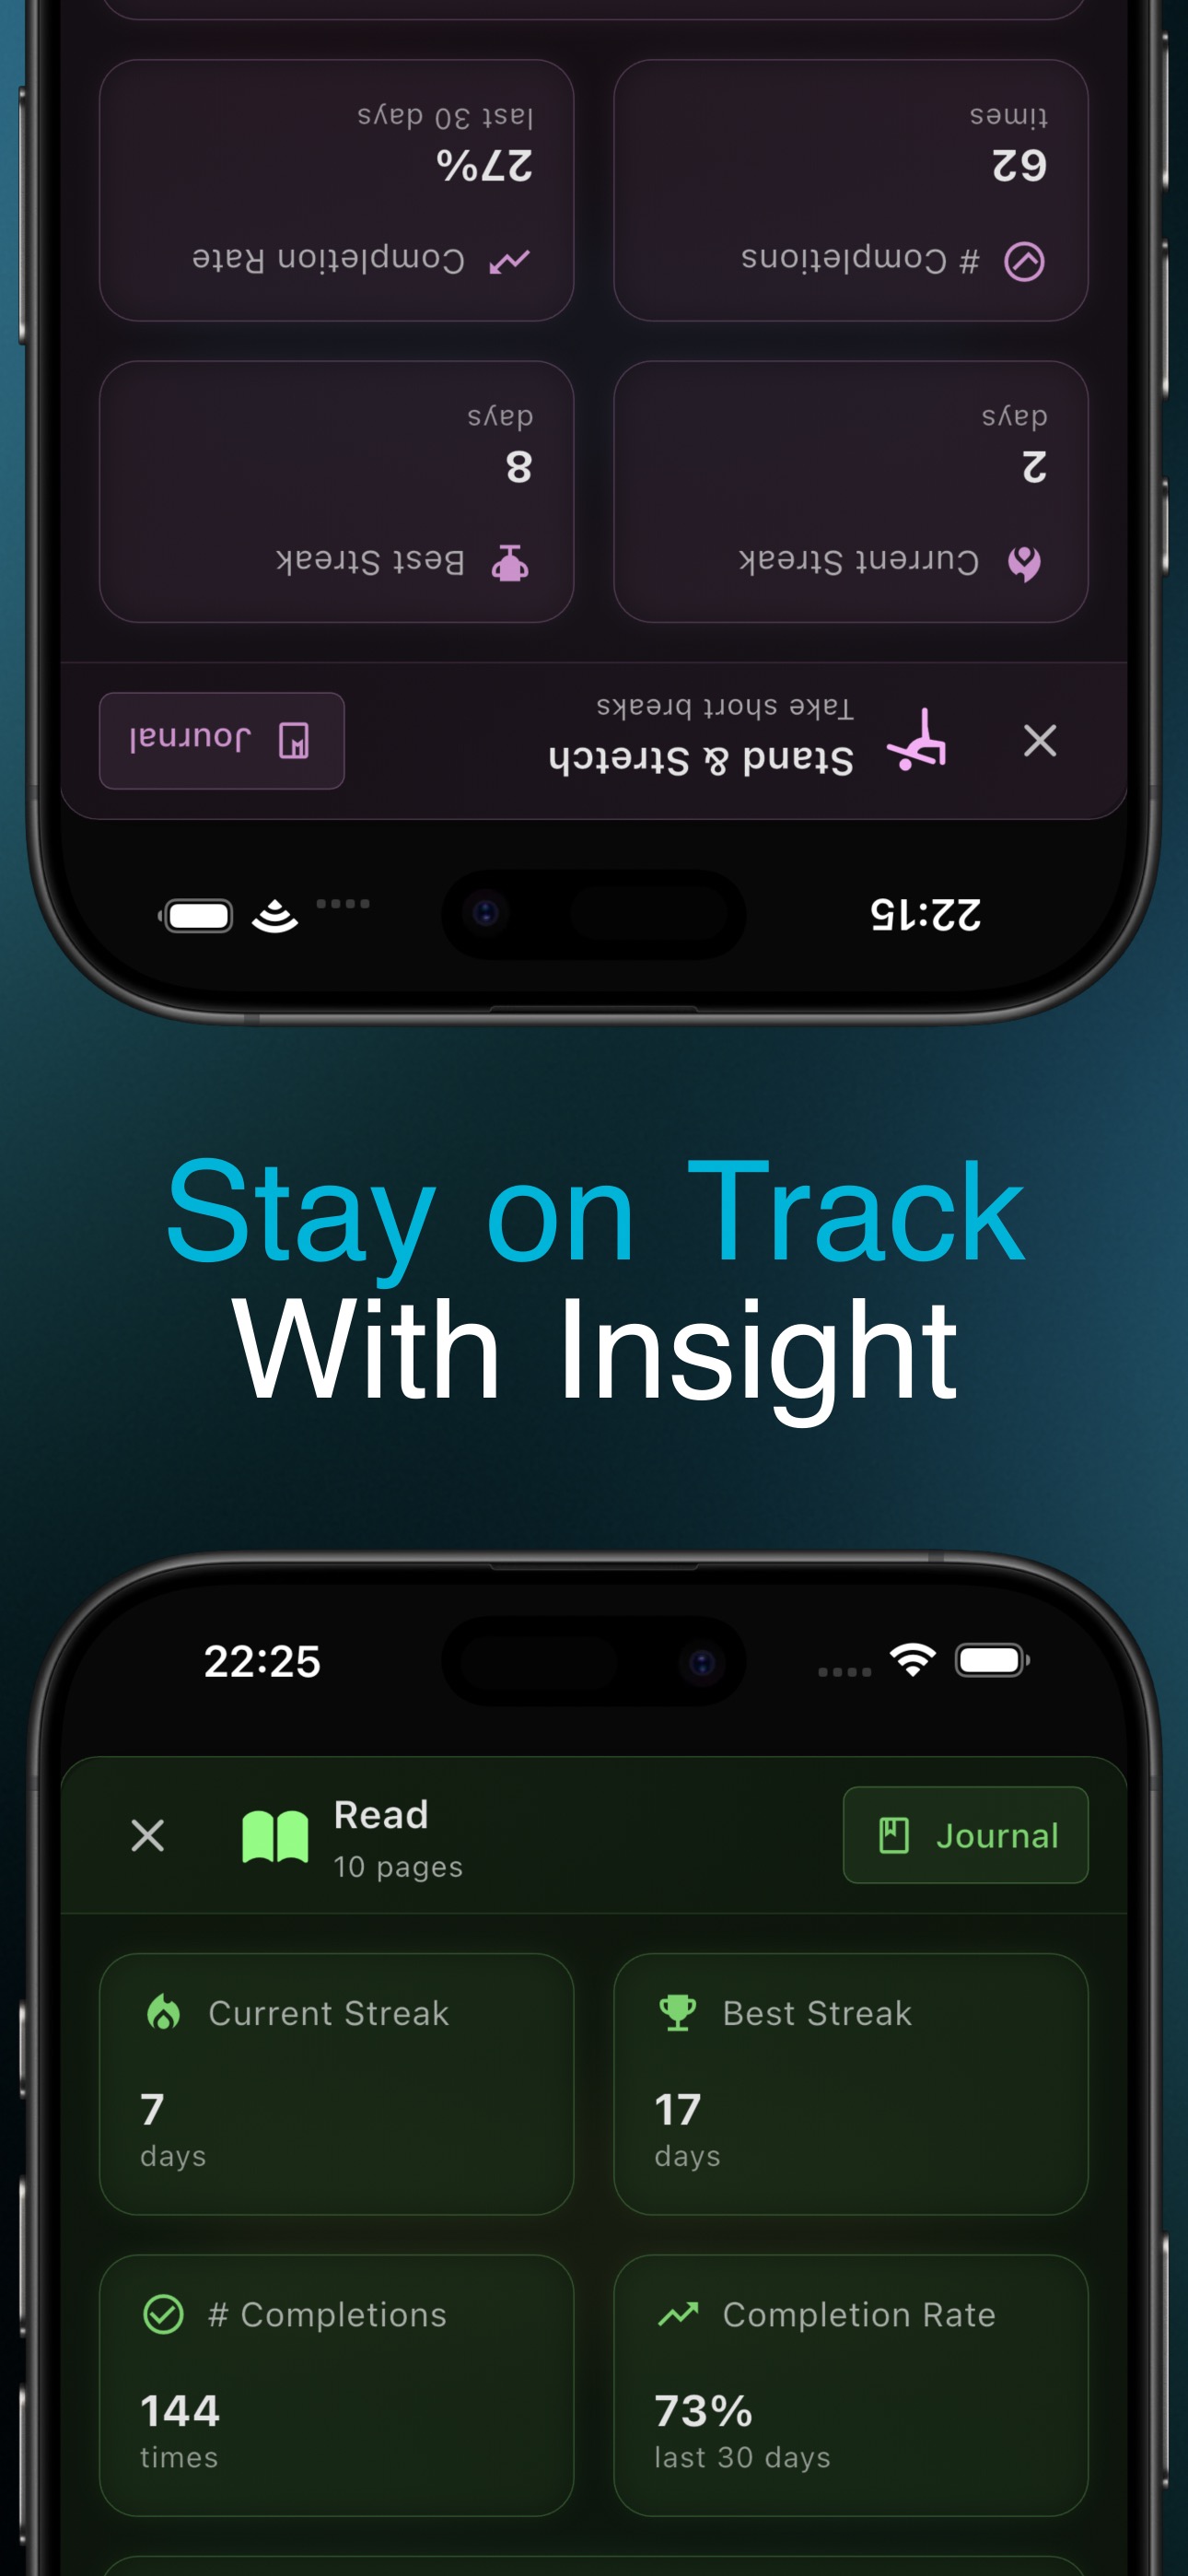 22:15
Stand & Stretch
Take short breaks
Journal
Current Streak
2
days
Best Streak
8
days
# Completions
62
times
Completion Rate
27%
last 30 days
Stay on Track
With Insight
22:25
Read
10 pages
Journal
Current Streak
7
days
Best Streak
17
days
# Completions
144
times
Completion Rate
73%
last 30 days